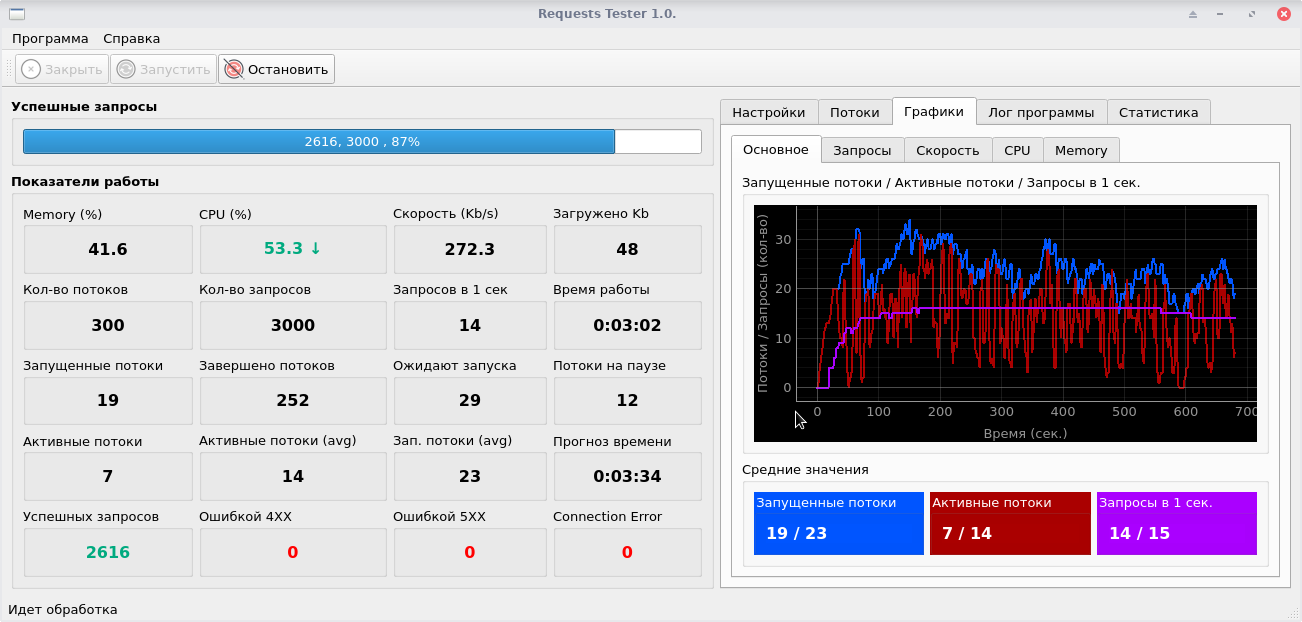 Requests Tester 1.0.
Программа Справка
Закрыть Запустить Остановить
Успешные запросы
2616, 3000 , 87%
Показатели работы
Memory (%) CPU (%) Скорость (Kb/s) Загружено Kb
41.6 53.3 ↓ 272.3 48
Кол-во потоков Кол-во запросов Запросов в 1 сек Время работы
300 3000 14 0:03:02
Запущенные потоки Завершено потоков Ожидают запуска Потоки на паузе
19 252 29 12
Активные потоки Активные потоки (avg) Зап. потоки (avg) Прогноз времени
7 14 23 0:03:34
Успешных запросов Ошибкой 4XX Ошибкой 5XX Connection Error
2616 0 0 0
Настройки Потоки Графики Лог программы Статистика
Основное Запросы Скорость CPU Memory
Запущенные потоки / Активные потоки / Запросы в 1 сек.
Потоки / Запросы (кол-во)
30
20
10
0
0 100 200 300 400 500 600 700
Время (сек.)
Средние значения
Запущенные потоки Активные потоки Запросы в 1 сек.
19 / 23 7 / 14 14 / 15
Идет обработка